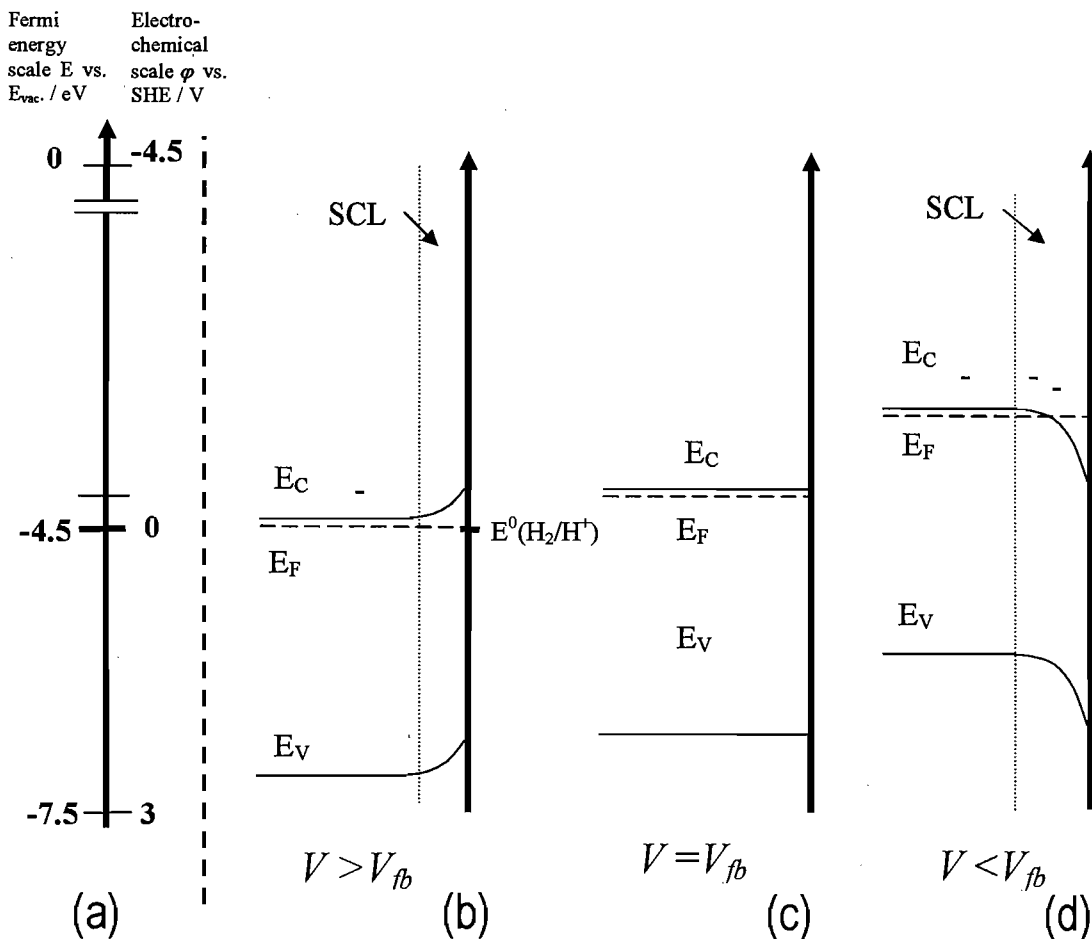 Fermi
energy
scale E vs.
Evac. / eV
Electro-
chemical
scale φ vs.
SHE / V
0
-4.5
-4.5
0
-7.5
3
(a)
SCL
EC
-
EF
E⁰(H₂/H⁺)
EV
V > Vfb
(b)
EC
EF
EV
V = Vfb
(c)
SCL
EC
- - -
EF
EV
V < Vfb
(d)